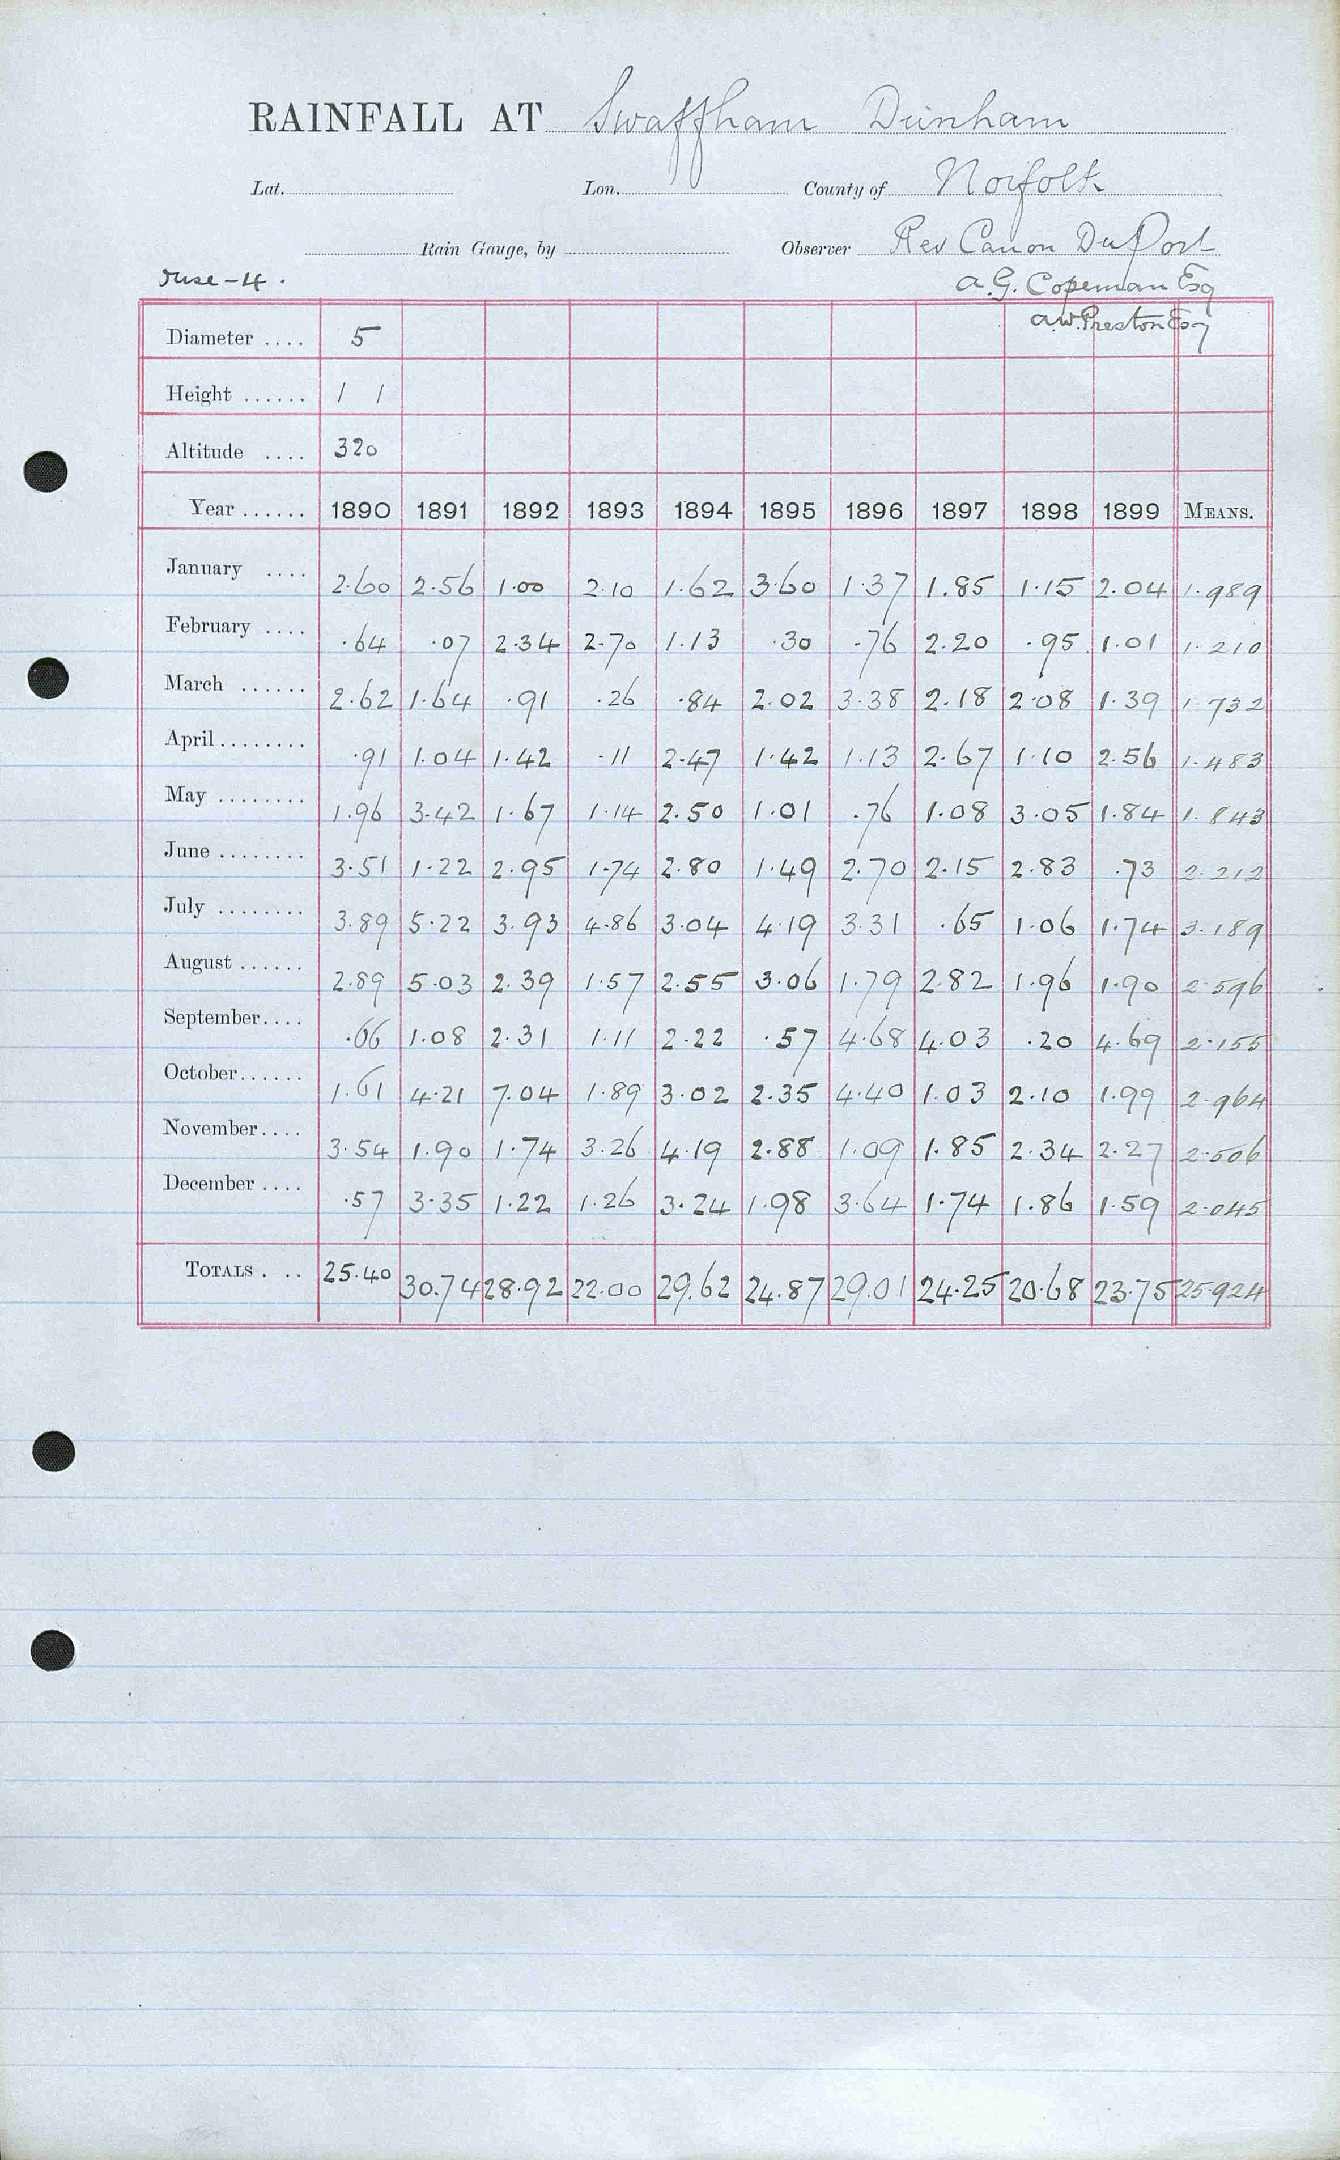 RAINFALL AT Swaffham Dunham
Lat. Lon. County of Norfolk
Rain Gauge, by Observer Rev Canon Du Port
A. G. Copeman Esq
A W Preston Esq
Diameter .... 5
Height ...... 1 1
Altitude .... 320
Year ...... 1890 1891 1892 1893 1894 1895 1896 1897 1898 1899 MEANS.
January .... 2.60 2.56 1.00 2.10 1.62 3.60 1.37 1.85 1.15 2.04 1.989
February .... .64 .07 2.34 2.70 1.13 .30 .76 2.20 .95 1.01 1.210
March ...... 2.62 1.64 .91 .26 .84 2.02 3.38 2.18 2.08 1.39 1.732
April ........ .91 1.04 1.42 .11 2.47 1.42 1.13 2.67 1.10 2.56 1.483
May ........ 1.96 3.42 1.67 1.14 2.50 1.01 .76 1.08 3.05 1.84 1.843
June ........ 3.51 1.22 2.95 1.74 2.80 1.49 2.70 2.15 2.83 .73 2.212
July ........ 3.89 5.22 3.93 4.86 3.04 4.19 3.31 .65 1.06 1.74 3.189
August ...... 2.89 5.03 2.39 1.57 2.55 3.06 1.79 2.82 1.96 1.90 2.596
September.... .66 1.08 2.31 1.11 2.22 .57 4.68 4.03 .20 4.69 2.155
October...... 1.61 4.21 7.04 1.89 3.02 2.35 4.40 1.03 2.10 1.99 2.964
November.... 3.54 1.90 1.74 3.26 4.19 2.88 1.09 1.85 2.34 2.27 2.506
December .... .57 3.35 1.22 1.26 3.24 1.98 3.64 1.74 1.86 1.59 2.045
TOTALS . .. 25.40 30.74 28.92 22.00 29.62 24.87 29.01 24.25 20.68 23.75 25.924